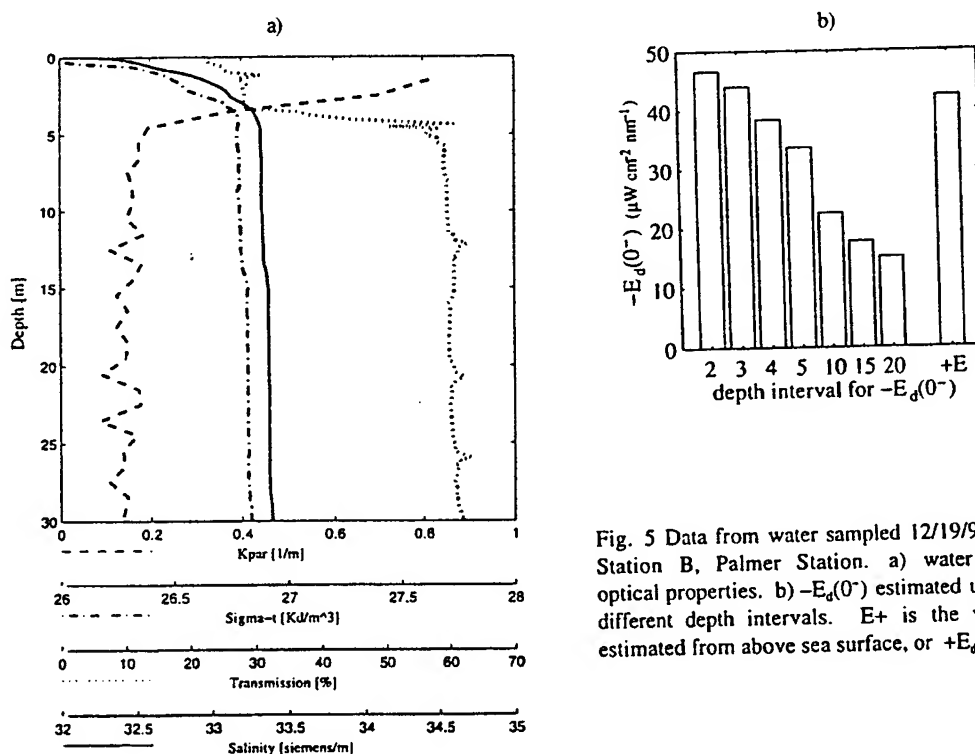 a)
0
5
10
15
20
25
30
Depth [m]
0 0.2 0.4 0.6 0.8 1
Kpar [1/m]
26 26.5 27 27.5 28
Sigma-t [Kd/m^3]
0 10 20 30 40 50 60 70
Transmission [%]
32 32.5 33 33.5 34 34.5 35
Salinity [siemens/m]
b)
50
40
30
20
10
0
−E_d(0⁻) (μW cm⁻² nm⁻¹)
2 3 4 5 10 15 20 +E
depth interval for −E_d(0⁻)
Fig. 5 Data from water sampled 12/19/9
Station B, Palmer Station. a) water
optical properties. b) −E_d(0⁻) estimated u
different depth intervals. E+ is the
estimated from above sea surface, or +E_d